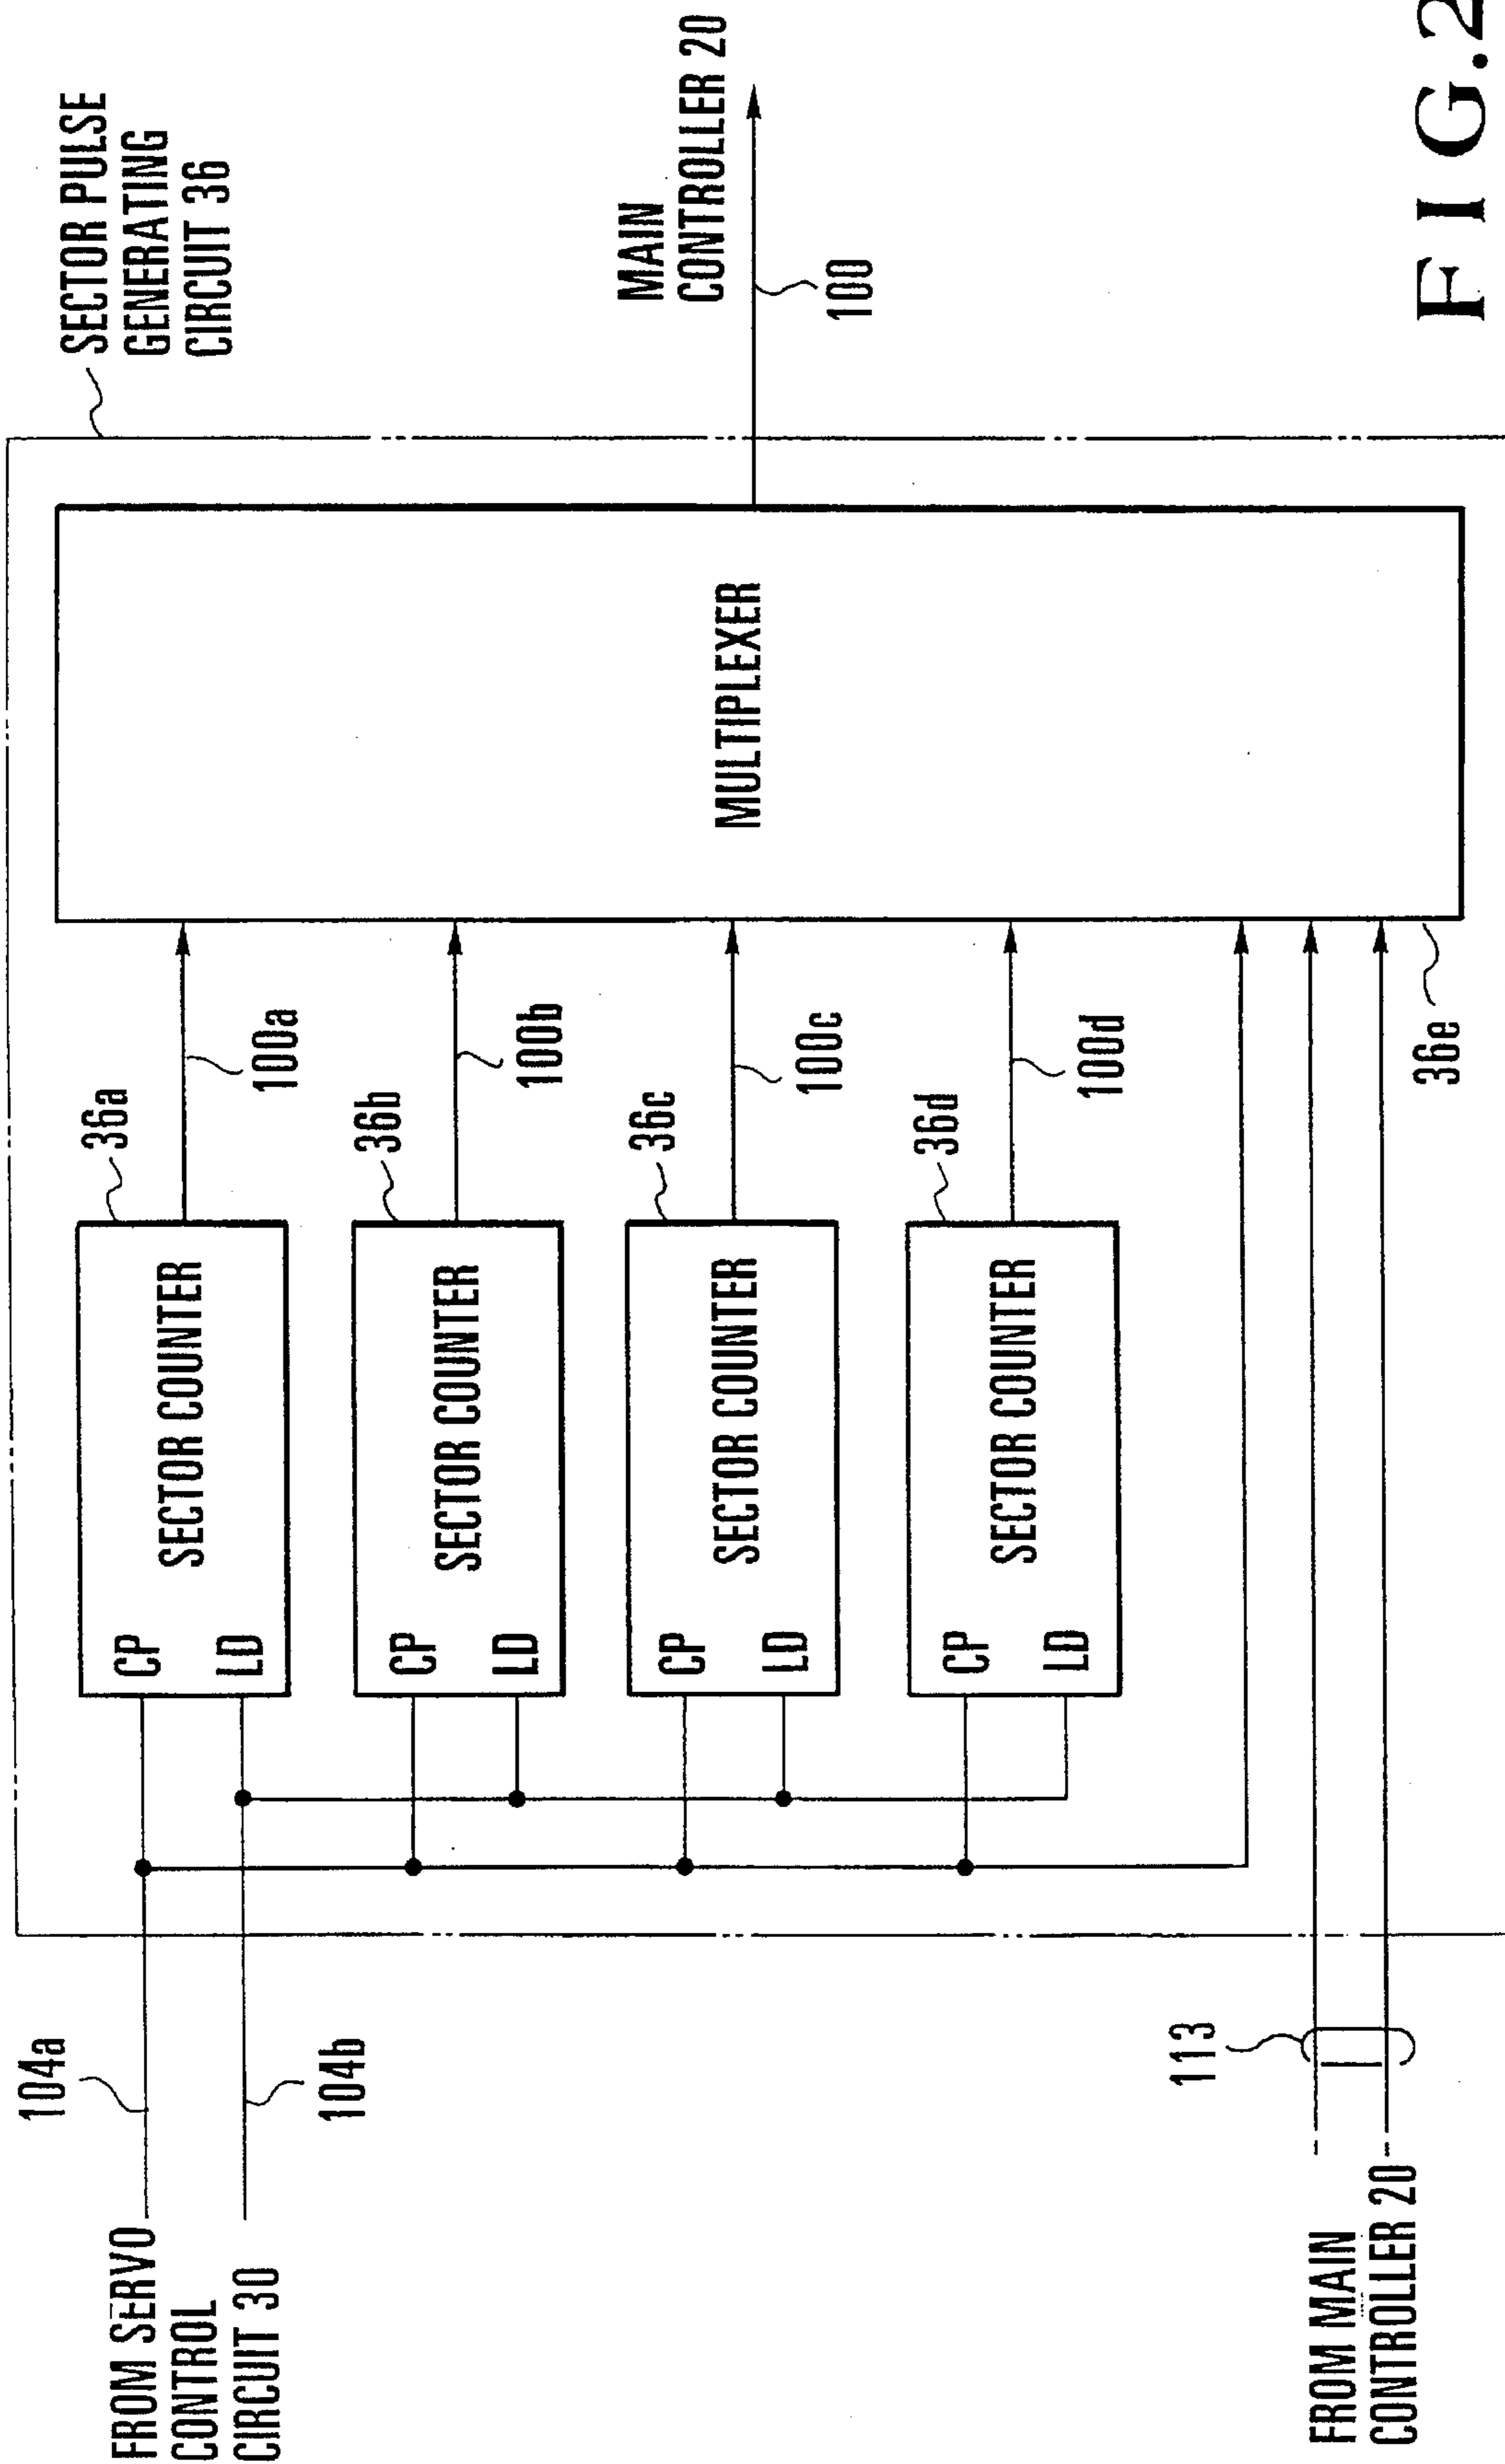 SECTOR PULSE
GENERATING
CIRCUIT 36
104a
104b
FROM SERVO
CONTROL
CIRCUIT 30
CP
LD
SECTOR COUNTER
36a
100a
CP
LD
SECTOR COUNTER
36b
100b
CP
LD
SECTOR COUNTER
36c
100c
CP
LD
SECTOR COUNTER
36d
100d
MULTIPLEXER
36e
MAIN
CONTROLLER 20
100
113
FROM MAIN
CONTROLLER 20
FIG.2